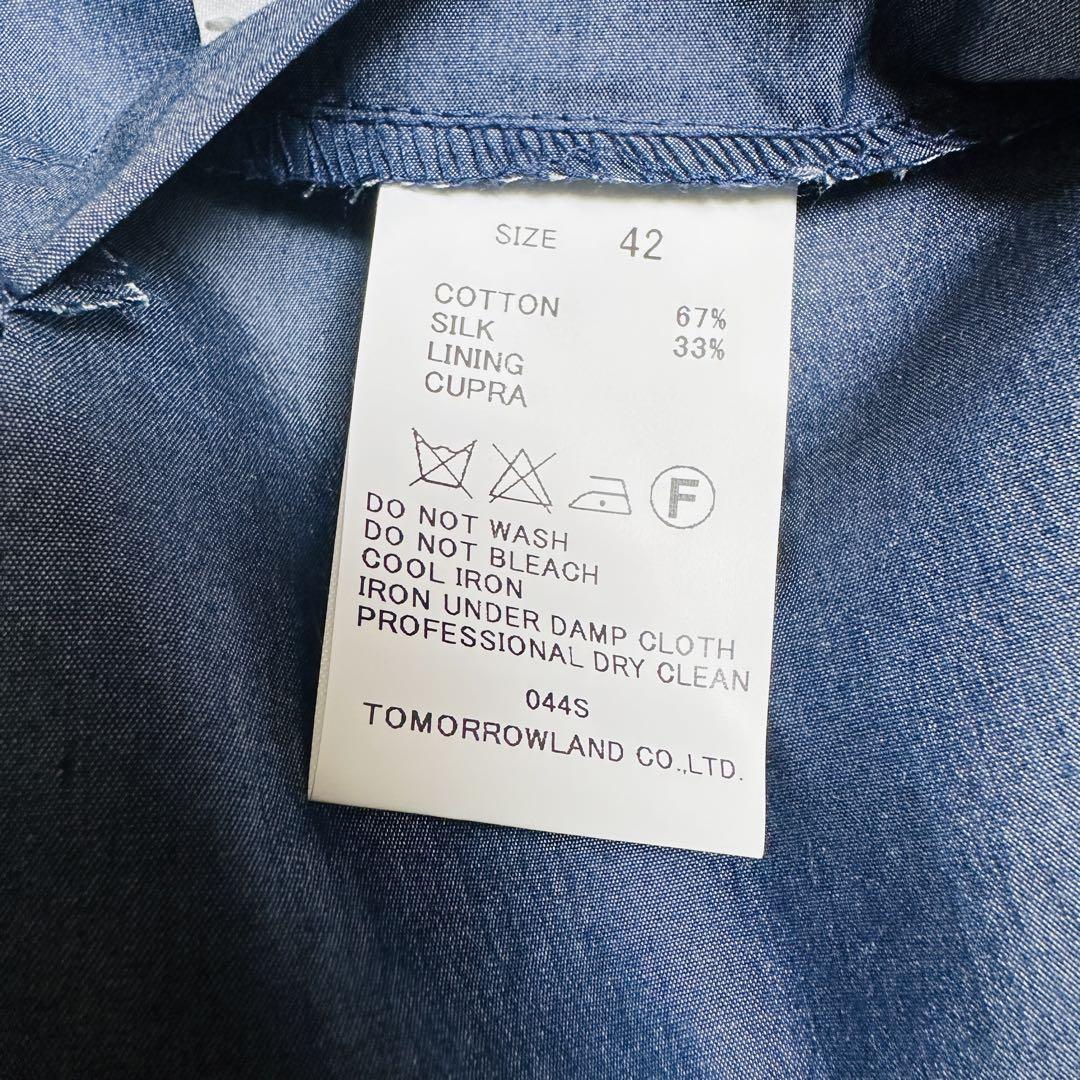 SIZE 42
COTTON 67%
SILK 33%
LINING
CUPRA
F
DO NOT WASH
DO NOT BLEACH
COOL IRON
IRON UNDER DAMP CLOTH
PROFESSIONAL DRY CLEAN
044S
TOMORROWLAND CO.,LTD.